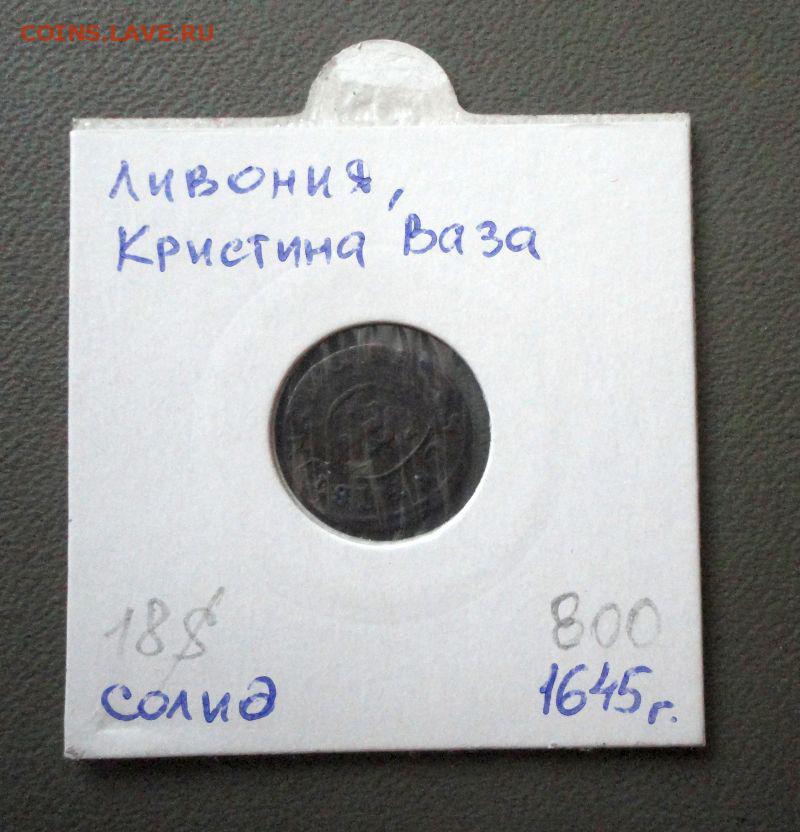 COINS.LAVE.RU
Ливония,
Кристина Ваза
18$ 800
солид 1645г.